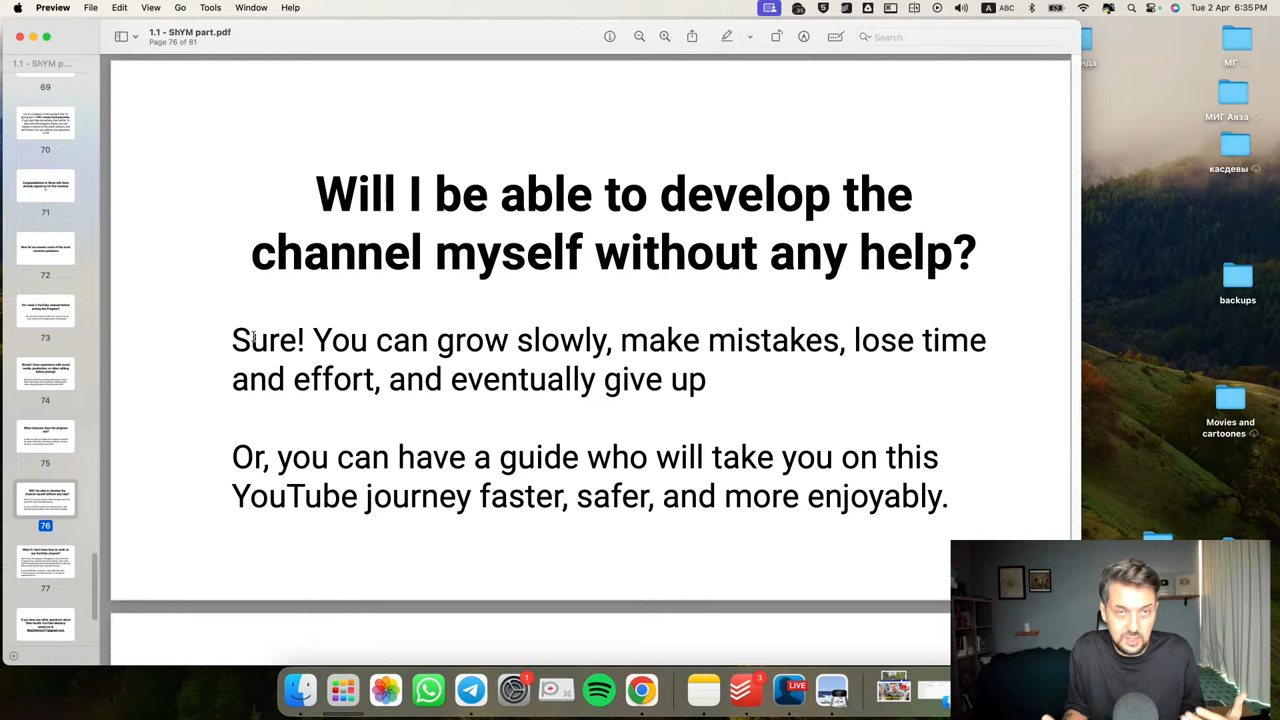 Preview File Edit View Go Tools Window Help
ABC
Tue 2 Apr 6:35 PM
1.1 - ShYM part.pdf
Page 76 of 81
Search
1.1 - ShYM p...
69
70
71
72
73
74
75
76
77
Will I be able to develop the
channel myself without any help?
Sure! You can grow slowly, make mistakes, lose time
and effort, and eventually give up
Or, you can have a guide who will take you on this
YouTube journey faster, safer, and more enjoyably.
МГ
МИГ Аяза
касдевы
backups
Movies and
cartoones
1
3
LIVE